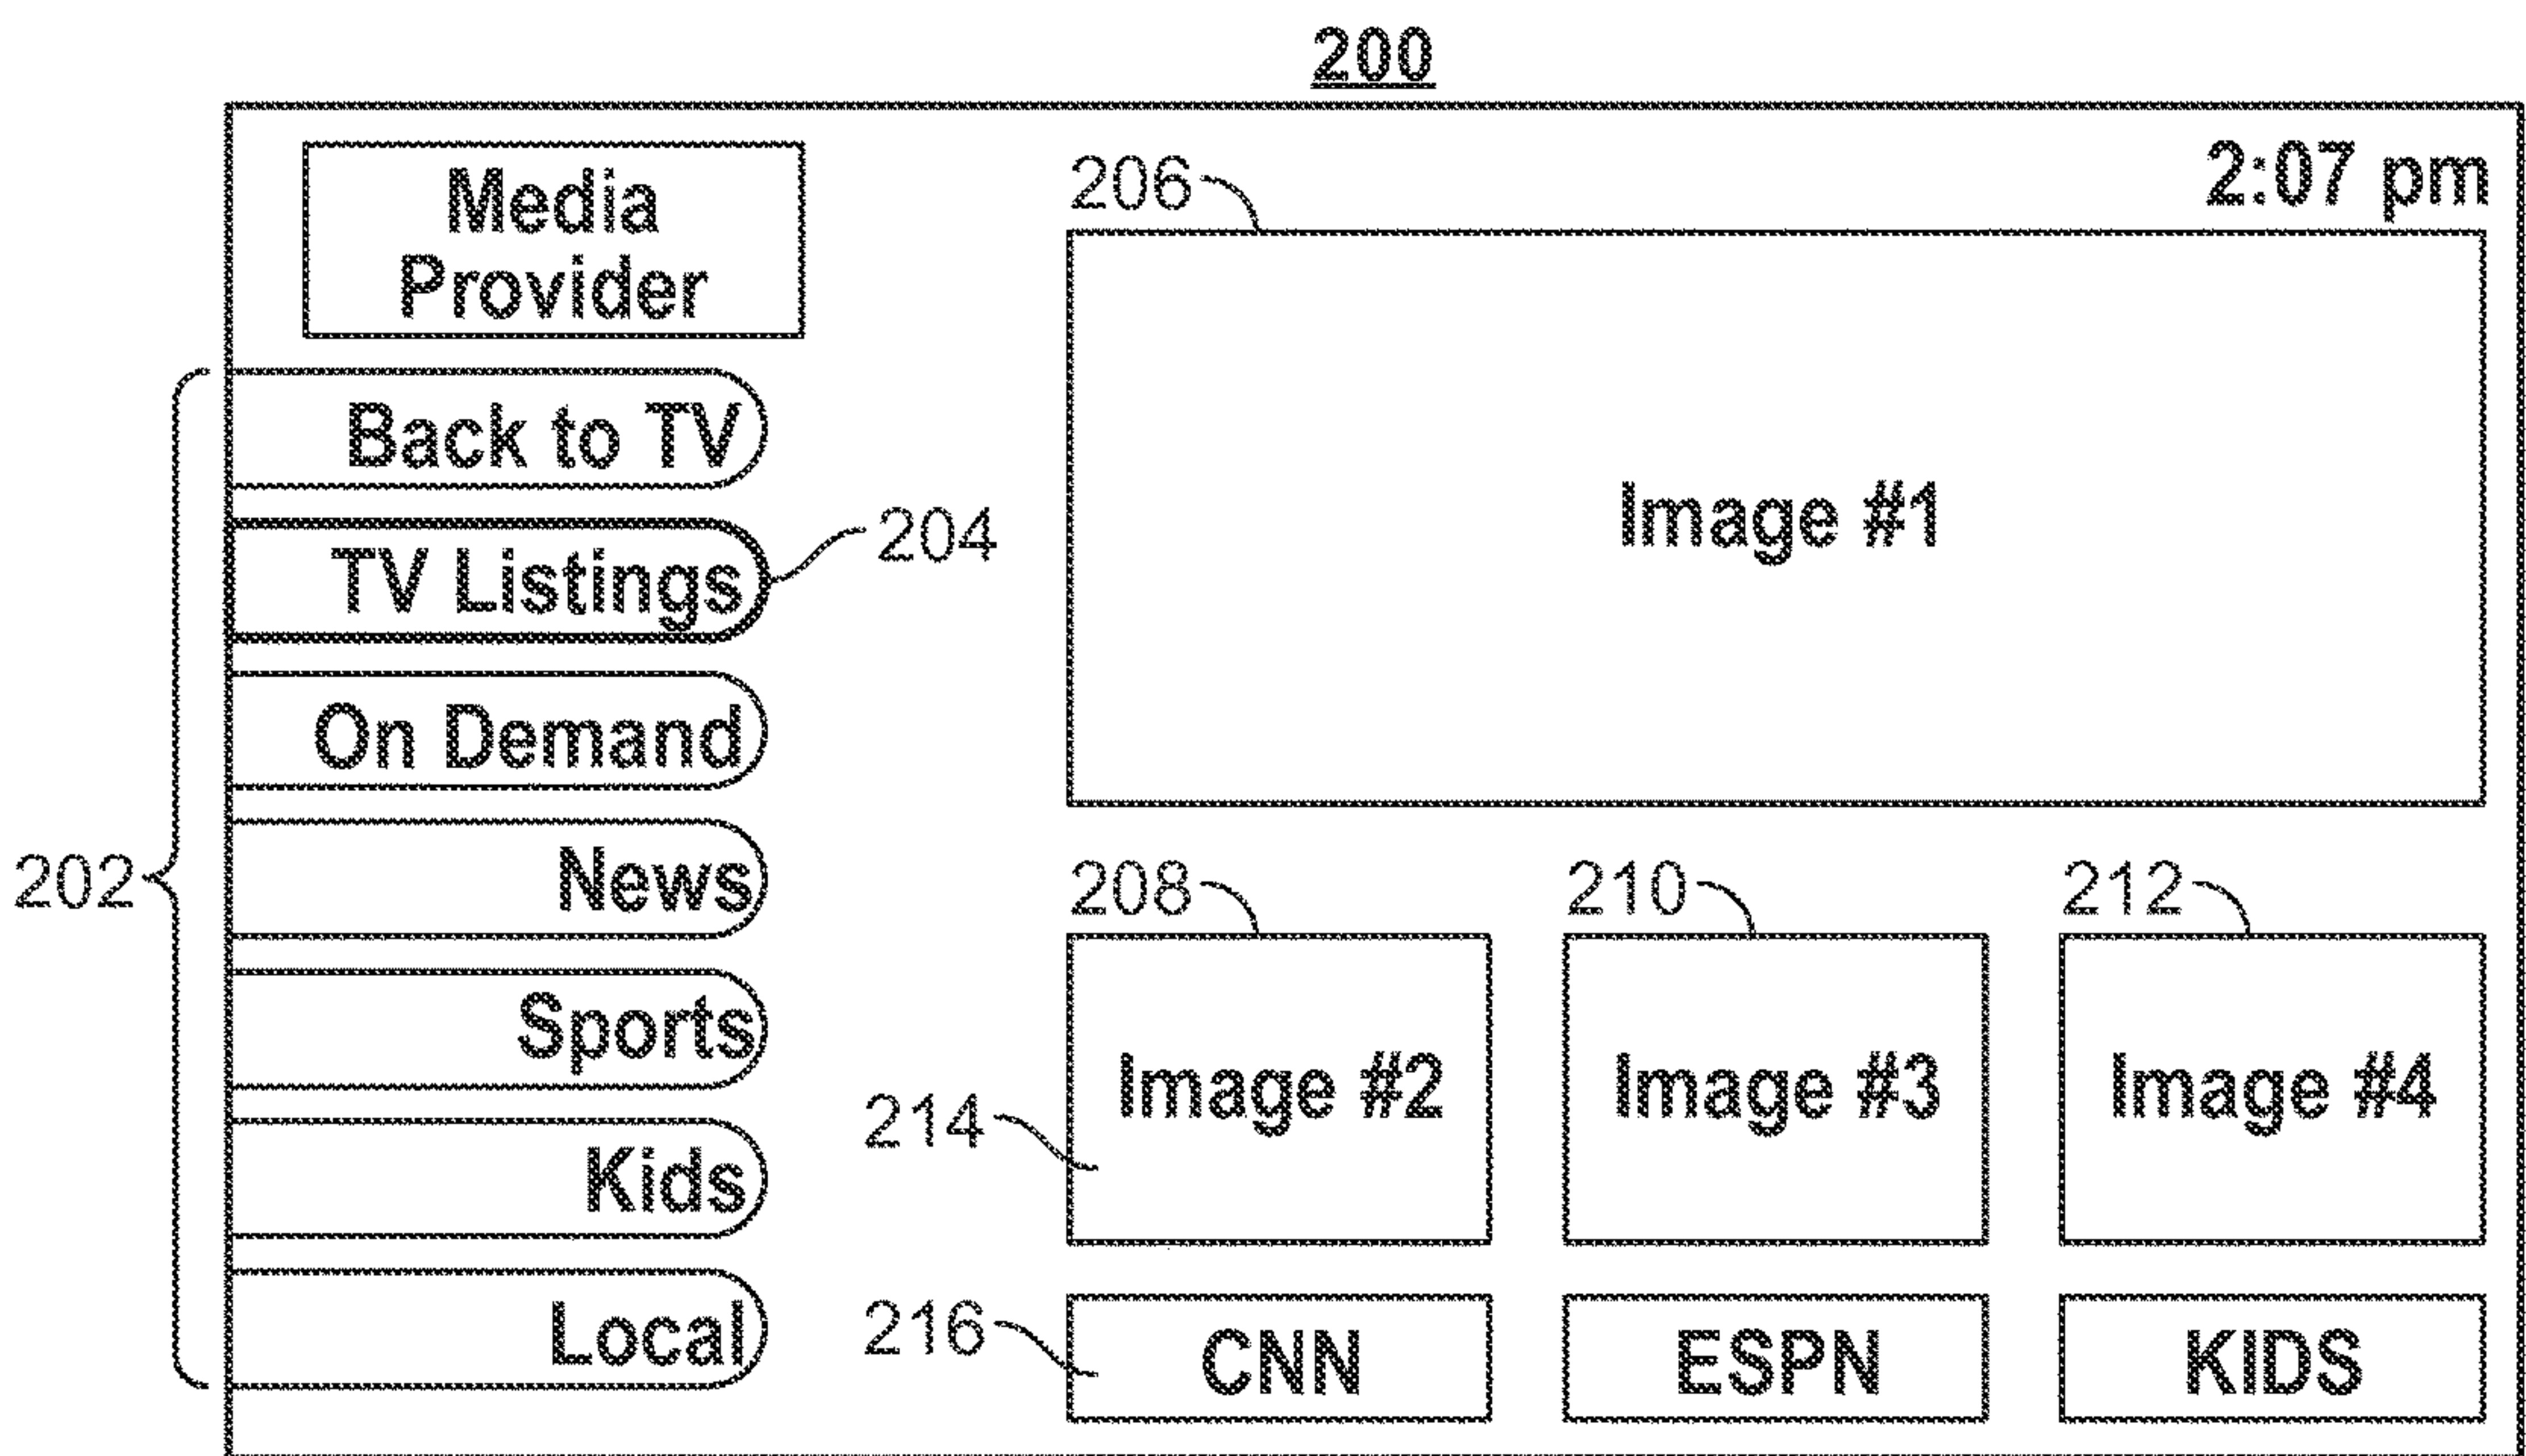 200
Media
Provider
2:07 pm
206
Image #1
Back to TV
TV Listings
204
On Demand
News
202
Sports
Kids
Local
208
210
212
Image #2
Image #3
Image #4
214
216
CNN
ESPN
KIDS